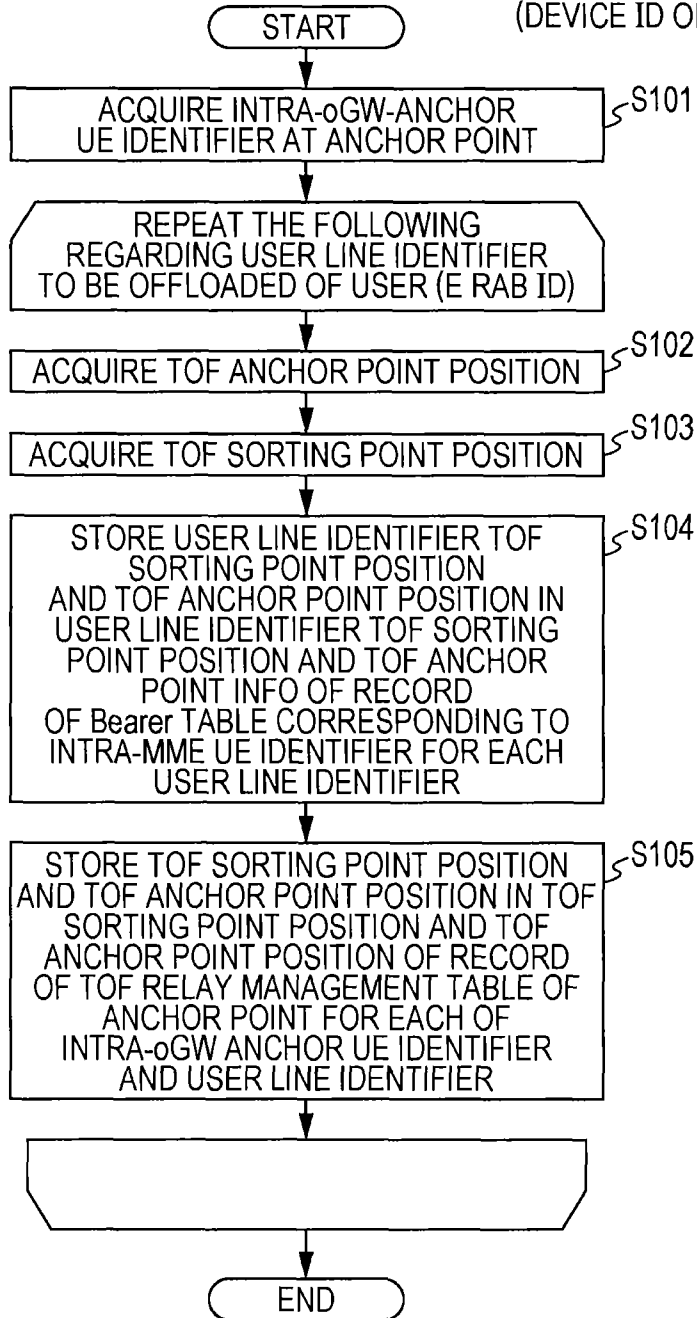 START
(DEVICE ID O
ACQUIRE INTRA-oGW-ANCHOR
UE IDENTIFIER AT ANCHOR POINT
S101
REPEAT THE FOLLOWING
REGARDING USER LINE IDENTIFIER
TO BE OFFLOADED OF USER (E RAB ID)
ACQUIRE TOF ANCHOR POINT POSITION
S102
ACQUIRE TOF SORTING POINT POSITION
S103
STORE USER LINE IDENTIFIER TOF
SORTING POINT POSITION
AND TOF ANCHOR POINT POSITION IN
USER LINE IDENTIFIER TOF SORTING
POINT POSITION AND TOF ANCHOR
POINT INFO OF RECORD
OF Bearer TABLE CORRESPONDING TO
INTRA-MME UE IDENTIFIER FOR EACH
USER LINE IDENTIFIER
S104
STORE TOF SORTING POINT POSITION
AND TOF ANCHOR POINT POSITION IN TOF
SORTING POINT POSITION AND TOF
ANCHOR POINT POSITION OF RECORD
OF TOF RELAY MANAGEMENT TABLE OF
ANCHOR POINT FOR EACH OF
INTRA-oGW ANCHOR UE IDENTIFIER
AND USER LINE IDENTIFIER
S105
END